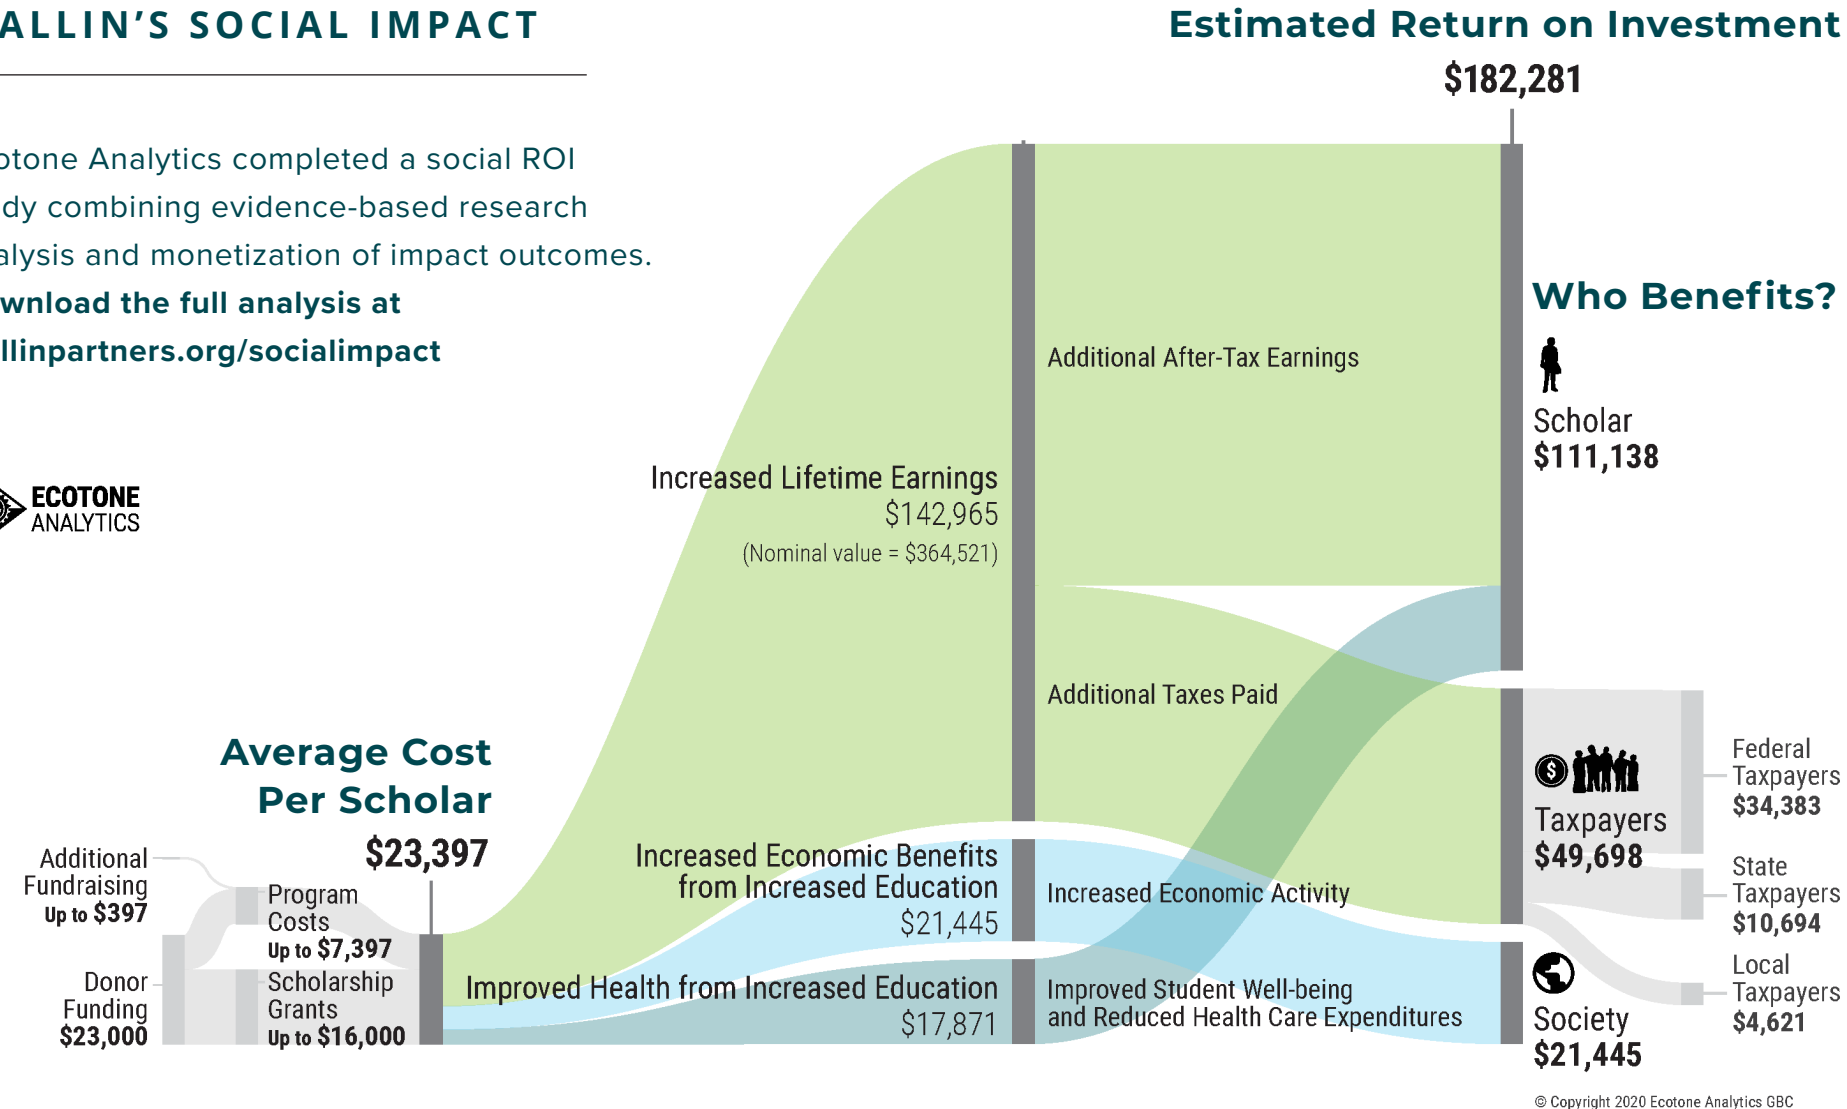 ALLIN'S SOCIAL IMPACT
otone Analytics completed a social ROI
dy combining evidence-based research
alysis and monetization of impact outcomes.
wnload the full analysis at
llinpartners.org/socialimpact
ECOTONE
ANALYTICS
Average Cost
Per Scholar
$23,397
Additional
Fundraising
Up to $397
Donor
Funding
$23,000
Program
Costs
Up to $7,397
Scholarship
Grants
Up to $16,000
Increased Lifetime Earnings
$142,965
(Nominal value = $364,521)
Increased Economic Benefits
from Increased Education
$21,445
Improved Health from Increased Education
$17,871
Additional After-Tax Earnings
Additional Taxes Paid
Increased Economic Activity
Improved Student Well-being
and Reduced Health Care Expenditures
Estimated Return on Investment
$182,281
Who Benefits?
Scholar
$111,138
$
Taxpayers
$49,698
Society
$21,445
Federal
Taxpayers
$34,383
State
Taxpayers
$10,694
Local
Taxpayers
$4,621
© Copyright 2020 Ecotone Analytics GBC